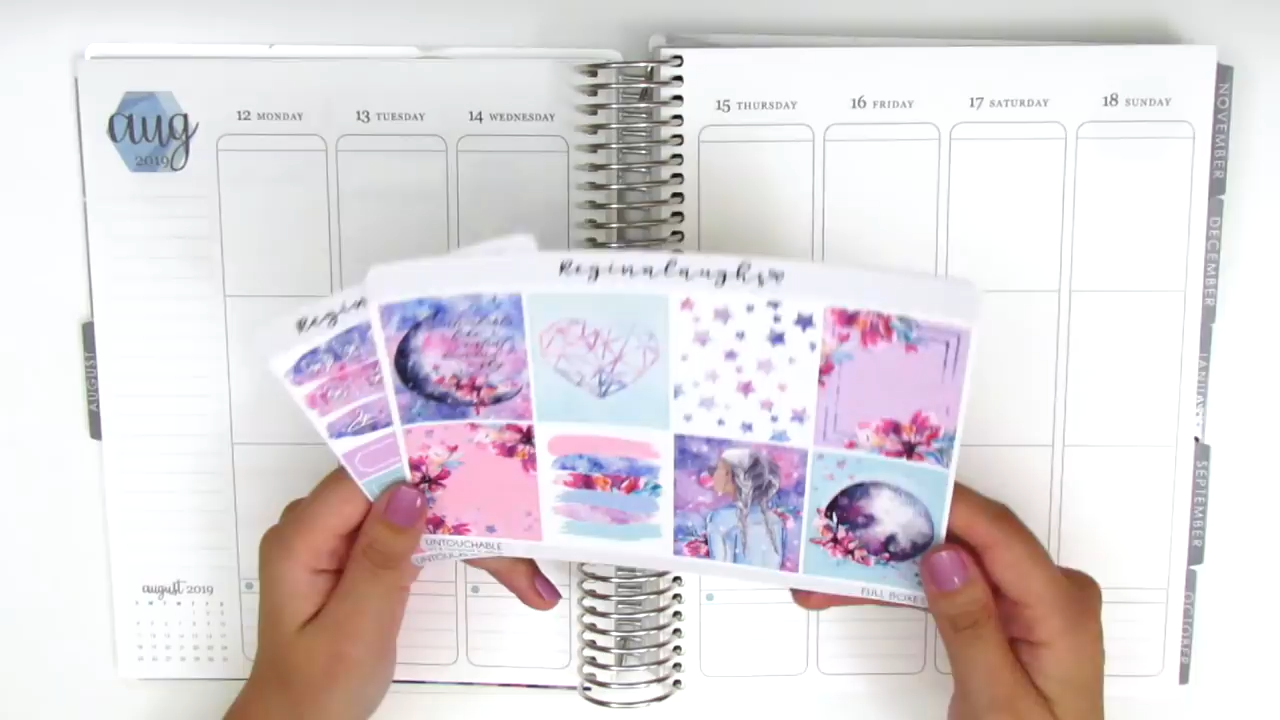 aug
2019
12 MONDAY
13 TUESDAY
14 WEDNESDAY
15 THURSDAY
16 FRIDAY
17 SATURDAY
18 SUNDAY
NOVEMBER
DECEMBER
JANUARY
SEPTEMBER
OCTOBER
AUGUST
Reginalaughs
UNTOUCHABLE
FULL BOXES
august 2019